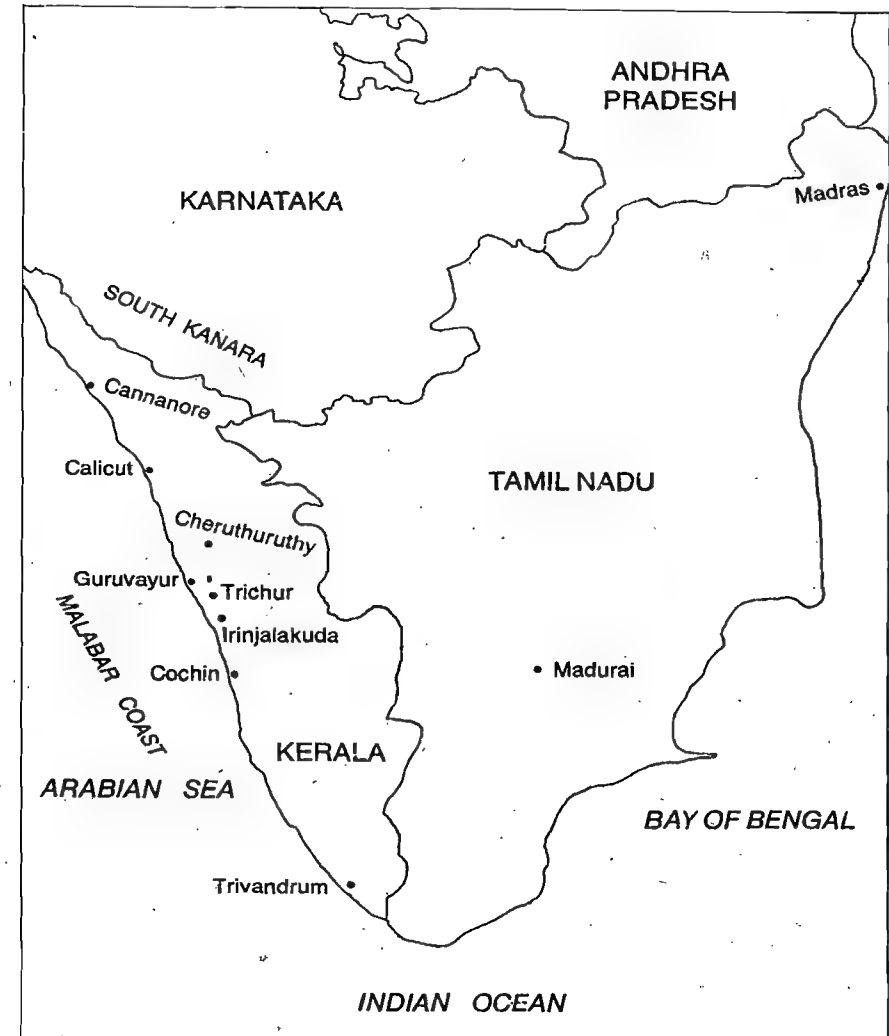 ANDHRA
PRADESH
KARNATAKA
Madras
SOUTH KANARA
Cannanore
Calicut
TAMIL NADU
Cheruthuruthy
Guruvayur
Trichur
Irinjalakuda
MALABAR COAST
Cochin
Madurai
KERALA
ARABIAN SEA
BAY OF BENGAL
Trivandrum
INDIAN OCEAN